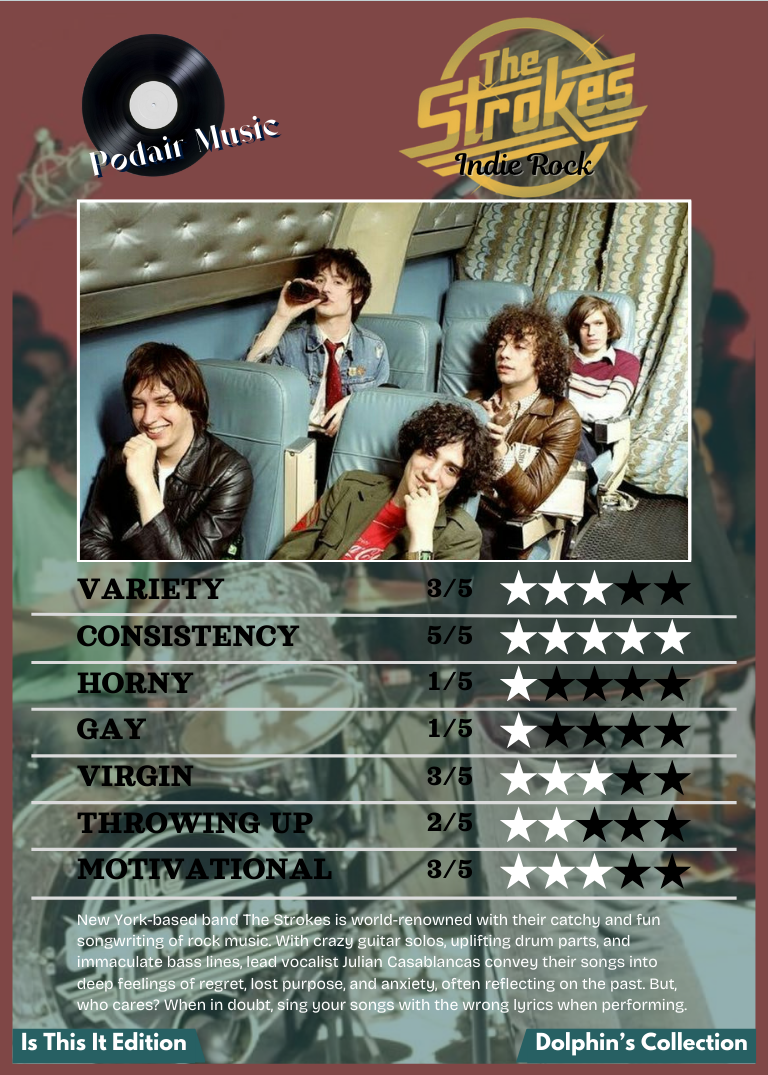 Podair Music
The
Strokes
Indie Rock
VARIETY 3/5
CONSISTENCY 5/5
HORNY 1/5
GAY 1/5
VIRGIN 3/5
THROWING UP 2/5
MOTIVATIONAL 3/5
New York-based band The Strokes is world-renowned with their catchy and fun
songwriting of rock music. With crazy guitar solos, uplifting drum parts, and
immaculate bass lines, lead vocalist Julian Casablancas convey their songs into
deep feelings of regret, lost purpose, and anxiety, often reflecting on the past. But,
who cares? When in doubt, sing your songs with the wrong lyrics when performing.
Is This It Edition
Dolphin's Collection